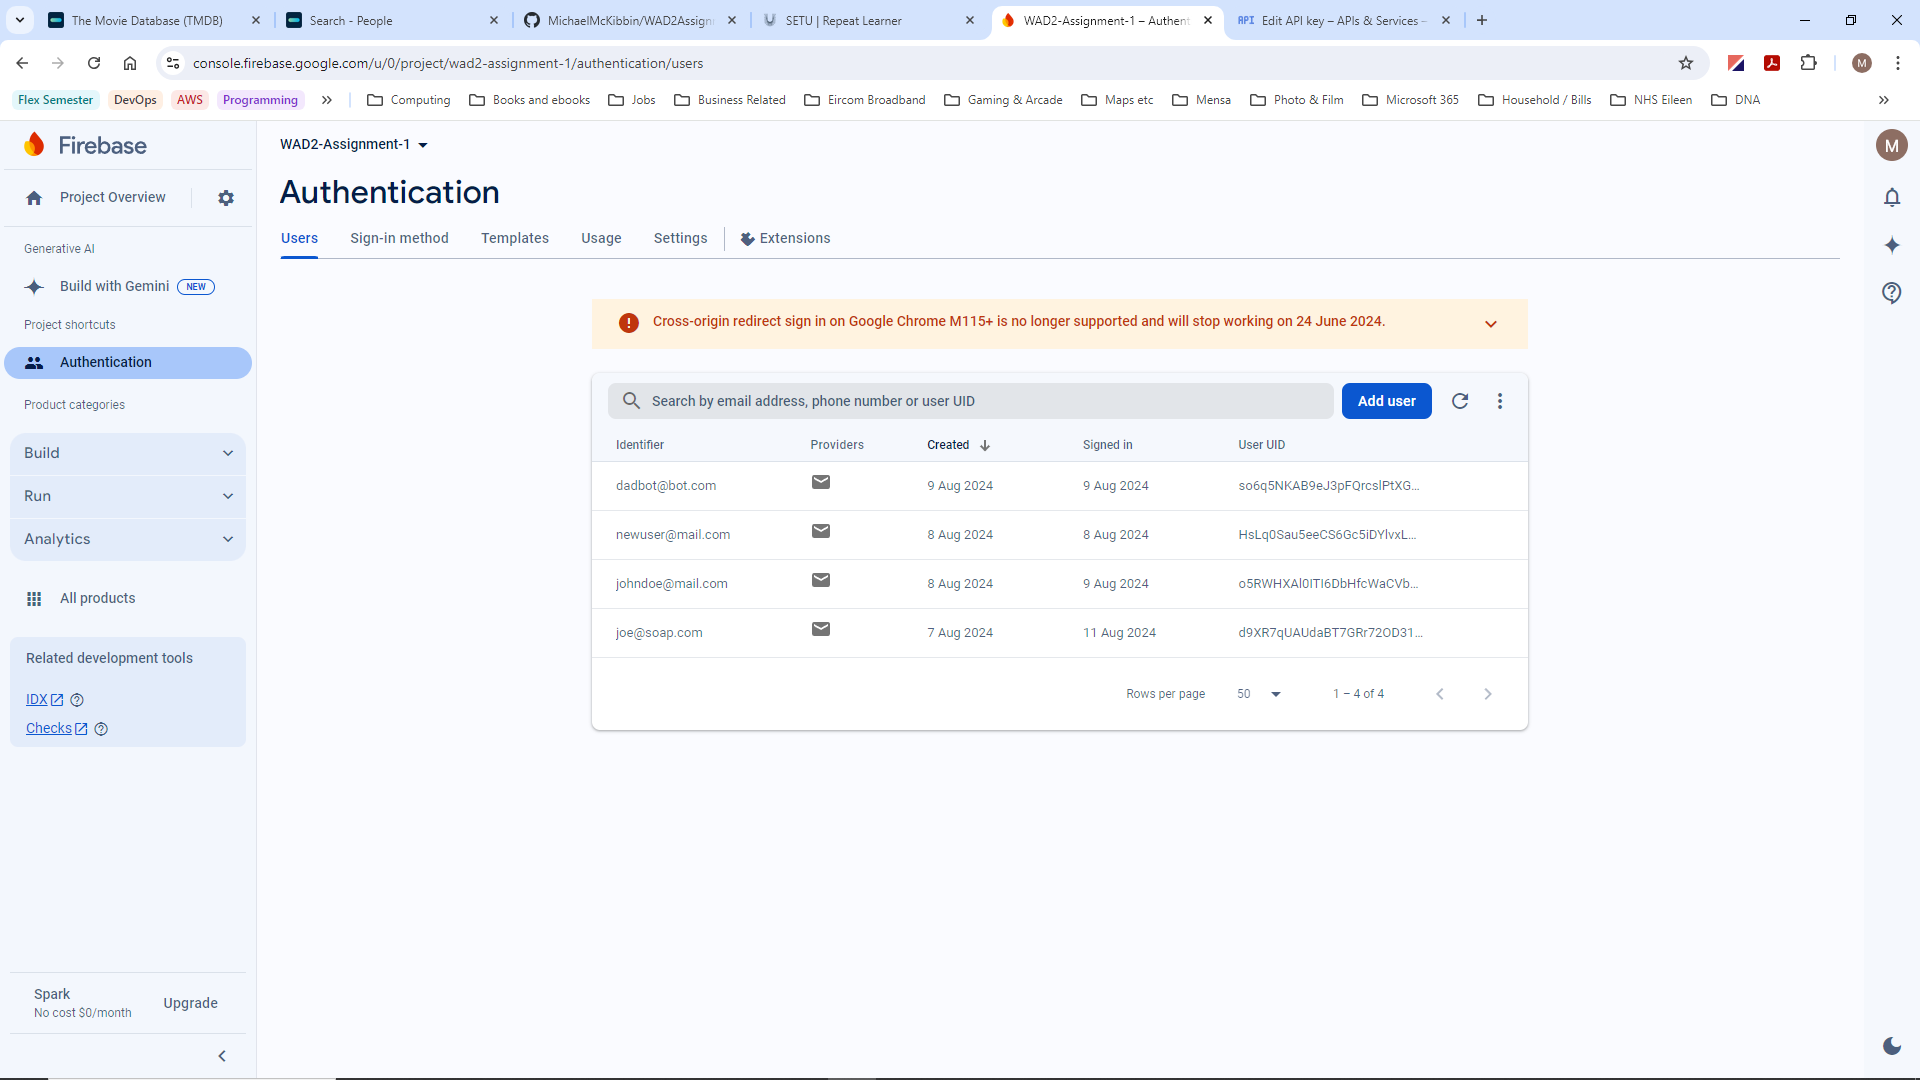 The Movie Database (TMDB)
Search - People
MichaelMcKibbin/WAD2Assignm
SETU | Repeat Learner
WAD2-Assignment-1 – Authent
API Edit API key – APIs & Services –
console.firebase.google.com/u/0/project/wad2-assignment-1/authentication/users
M
Flex Semester
DevOps
AWS
Programming
Computing
Books and ebooks
Jobs
Business Related
Eircom Broadband
Gaming & Arcade
Maps etc
Mensa
Photo & Film
Microsoft 365
Household / Bills
NHS Eileen
DNA
Firebase
WAD2-Assignment-1
M
Project Overview
Authentication
Users
Sign-in method
Templates
Usage
Settings
Extensions
Generative AI
Build with Gemini NEW
Project shortcuts
Authentication
Product categories
Build
Run
Analytics
All products
Related development tools
IDX
Checks
Spark
No cost $0/month
Upgrade
Cross-origin redirect sign in on Google Chrome M115+ is no longer supported and will stop working on 24 June 2024.
Search by email address, phone number or user UID
Add user
Identifier Providers Created Signed in User UID
dadbot@bot.com 9 Aug 2024 9 Aug 2024 so6q5NKAB9eJ3pFQrcslPtXG...
newuser@mail.com 8 Aug 2024 8 Aug 2024 HsLq0Sau5eeCS6Gc5iDYlvxL...
johndoe@mail.com 8 Aug 2024 9 Aug 2024 o5RWHXAl0ITI6DbHfcWaCVb...
joe@soap.com 7 Aug 2024 11 Aug 2024 d9XR7qUAUdaBT7GRr72OD31...
Rows per page 50 1 – 4 of 4